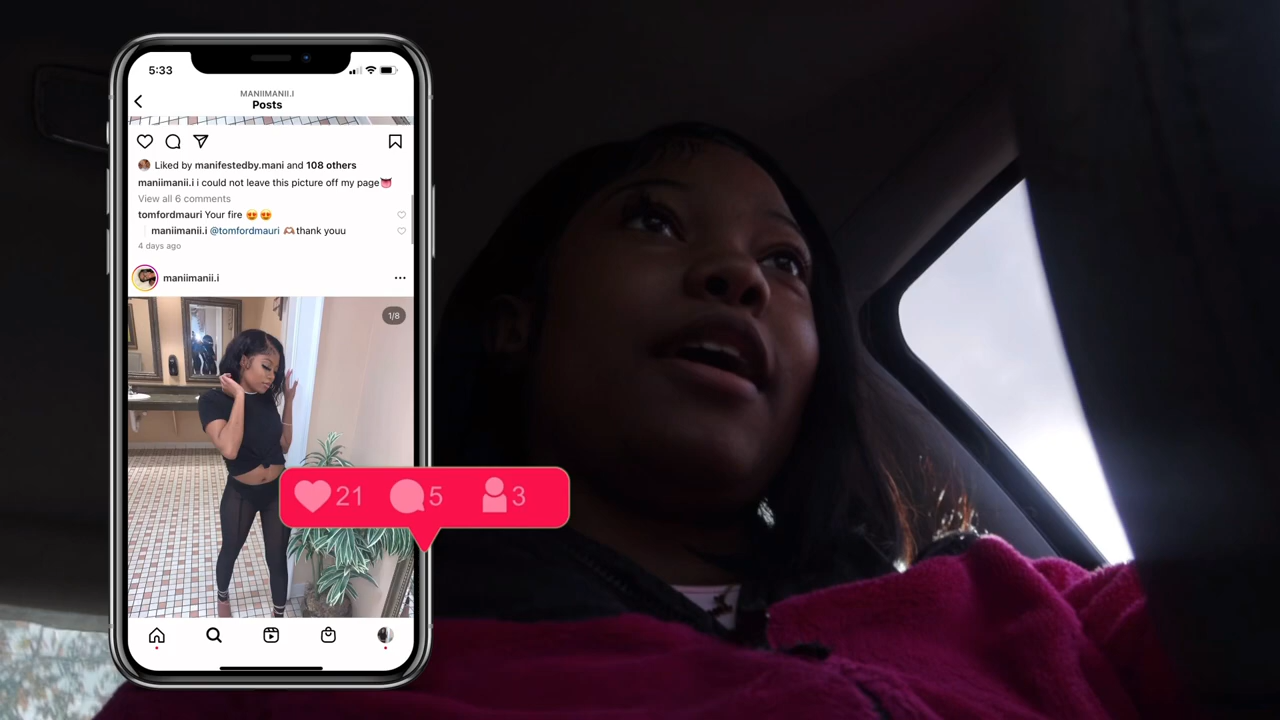 5:33
MANIIMANII.I
Posts
Liked by manifestedby.mani and 108 others
maniimanii.i i could not leave this picture off my page👅
View all 6 comments
tomfordmauri Your fire 😍😍
maniimanii.i @tomfordmauri 🫶🏽thank youu
4 days ago
maniimanii.i
1/8
21 5 3